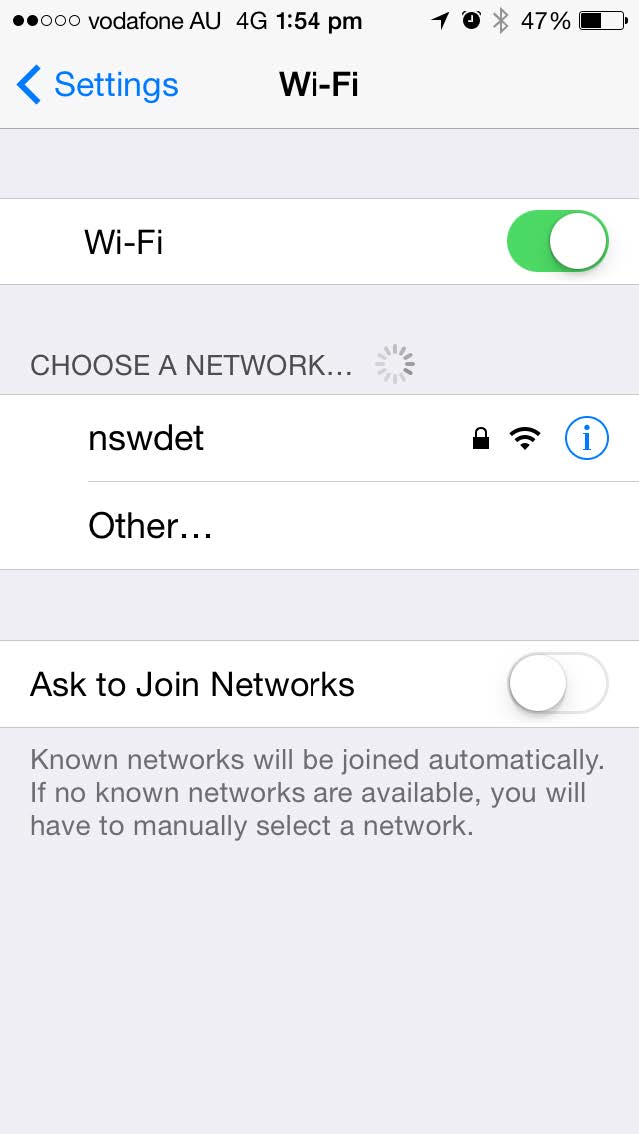 vodafone AU 4G 1:54 pm 47%
Settings Wi-Fi
Wi-Fi
CHOOSE A NETWORK...
nswdet
Other...
Ask to Join Networks
Known networks will be joined automatically.
If no known networks are available, you will
have to manually select a network.